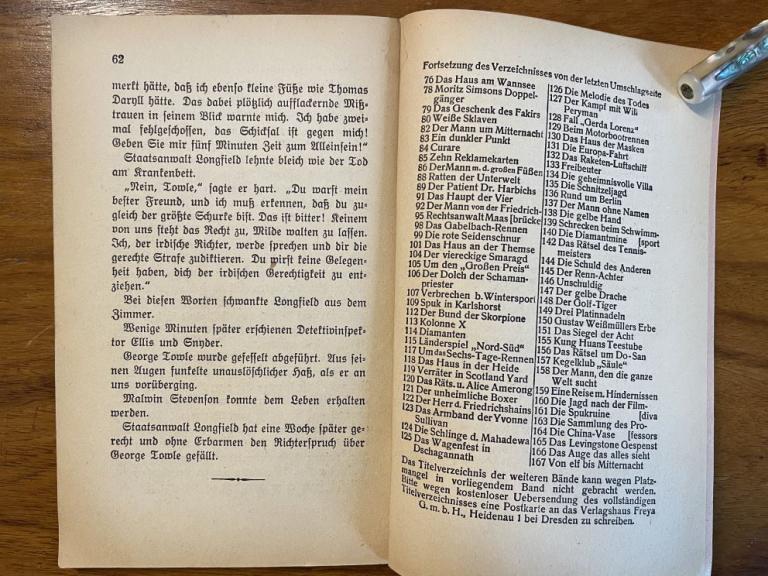 62
merkt hätte, daß ich ebenso kleine Füße wie Thomas
Daryll hätte. Das dabei plötzlich aufflackernde Miß-
trauen in seinem Blick warnte mich. Ich habe zwei-
mal fehlgeschossen, das Schicksal ist gegen mich!
Geben Sie mir fünf Minuten Zeit zum Alleinsein!“
Staatsanwalt Longfield lehnte bleich wie der Tod
am Krankenbett.
„Nein, Towle,“ sagte er hart. „Du warst mein
bester Freund, und ich muß erkennen, daß du zu-
gleich der größte Schurke bist. Das ist bitter! Keinem
von uns steht das Recht zu, Milde walten zu lassen.
Ich, der irdische Richter, werde sprechen und dir die
gerechte Strafe zudiktieren. Du wirst keine Gelegen-
heit haben, dich der irdischen Gerechtigkeit zu ent-
ziehen.“
Bei diesen Worten schwankte Longfield aus dem
Zimmer.
Wenige Minuten später erschienen Detektivinspek-
tor Ellis und Snyder.
George Towle wurde gefesselt abgeführt. Aus sei-
nen Augen funkelte unauslöschlicher Haß, als er an
uns vorüberging.
Malwin Stevenson konnte dem Leben erhalten
werden.
Staatsanwalt Longfield hat eine Woche später ge-
recht und ohne Erbarmen den Richterspruch über
George Towle gefällt.
Fortsetzung des Verzeichnisses von der letzten Umschlagseite
76 Das Haus am Wannsee
78 Moritz Simsons Doppel-
gänger
79 Das Geschenk des Fakirs
80 Weiße Sklaven
82 Der Mann um Mitternacht
83 Ein dunkler Punkt
84 Curare
85 Zehn Reklamekarten
86 Der Mann m. d. großen Füßen
88 Ratten der Unterwelt
89 Der Patient Dr. Harbichs
91 Das Haupt der Vier
92 Der Mann von der Friedrich-
95 Rechtsanwalt Maas [brücke
98 Das Gabelbach-Rennen
99 Die rote Seidenschnur
101 Das Haus an der Themse
104 Der viereckige Smaragd
105 Um den „Großen Preis“
106 Der Dolch der Schaman-
priester
107 Verbrechen b. Wintersport
109 Spuk in Karlshorst
112 Der Bund der Skorpione
113 Kolonne X
114 Diamanten
115 Länderspiel „Nord-Süd“
117 Um das Sechs-Tage-Rennen
118 Das Haus in der Heide
119 Verräter in Scotland Yard
120 Das Räts. u. Alice Amerong
121 Der unheimliche Boxer
122 Der Herr d. Friedrichshains
123 Das Armband der Yvonne
Sullivan
124 Die Schlinge d. Mahadewa
125 Das Wagenfest in
Dschagannath
126 Die Melodie des Todes
127 Der Kampf mit Wili
Peryman
128 Fall „Gerda Lorenz“
129 Beim Motorbootrennen
130 Das Haus der Masken
131 Die Europa-Fahrt
132 Das Raketen-Luftschiff
133 Freibeuter
134 Die geheimnisvolle Villa
135 Die Schnitzeljagd
136 Rund um Berlin
137 Der Mann ohne Namen
138 Die gelbe Hand
139 Schrecken beim Schwimm-
140 Die Diamantmine [sport
142 Das Rätsel des Tennis-
meisters
144 Die Schuld des Anderen
145 Der Renn-Achter
146 Unschuldig
147 Der gelbe Drache
148 Der Golf-Tiger
149 Drei Platinnadeln
150 Gustav Weißmüllers Erbe
151 Das Siegel der Acht
155 Kung Huans Teestube
156 Das Rätsel um Do-San
157 Kegelklub „Säule“
158 Der Mann, den die ganze
Welt sucht
159 Eine Reise m. Hindernissen
160 Die Jagd nach der Film-
161 Die Spukruine [diva
163 Die Sammlung des Pro-
164 Die China-Vase [fessors
165 Das Levingstone Gespenst
166 Das Auge das alles sieht
167 Von elf bis Mitternacht
Das Titelverzeichnis der weiteren Bände kann wegen Platz-
mangel in vorliegendem Band nicht gebracht werden.
Bitte wegen kostenloser Uebersendung des vollständigen
Titelverzeichnisses eine Postkarte an das Verlagshaus Freya
G. m. b. H., Heidenau 1 bei Dresden zu schreiben.